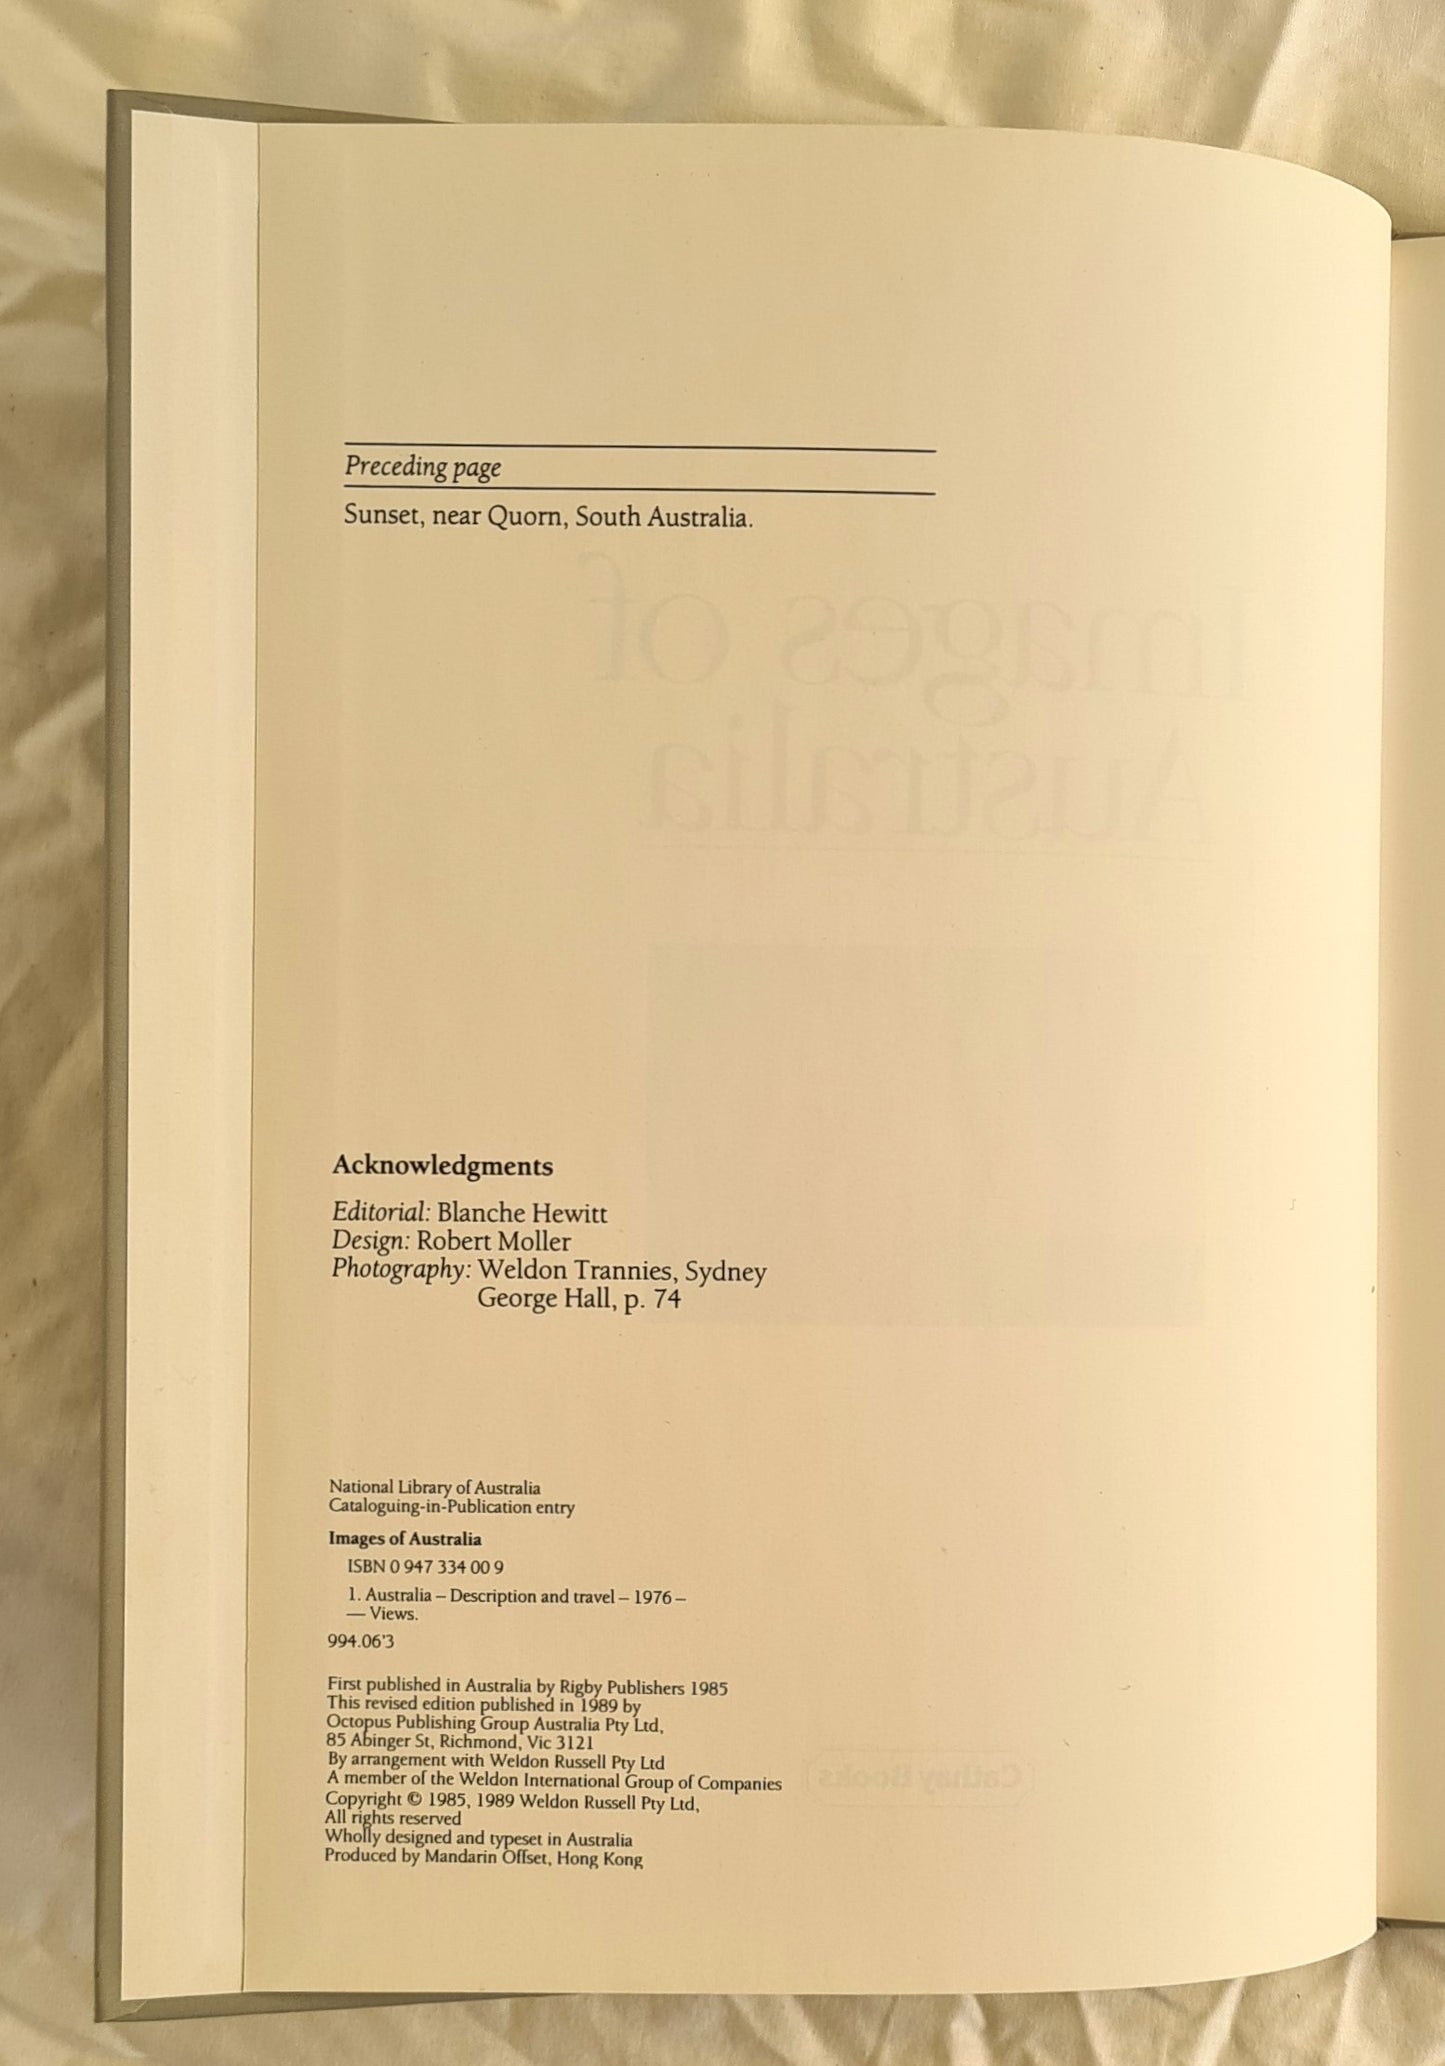 Preceding page
Sunset, near Quorn, South Australia.
Images of
Australia
Acknowledgments
Editorial: Blanche Hewitt
Design: Robert Moller
Photography: Weldon Trannies, Sydney
George Hall, p. 74
National Library of Australia
Cataloguing-in-Publication entry
Images of Australia
ISBN 0 947 334 00 9
1. Australia – Description and travel – 1976 –
— Views.
994.06'3
First published in Australia by Rigby Publishers 1985
This revised edition published in 1989 by
Octopus Publishing Group Australia Pty Ltd,
85 Abinger St, Richmond, Vic 3121
By arrangement with Weldon Russell Pty Ltd
A member of the Weldon International Group of Companies
Copyright © 1985, 1989 Weldon Russell Pty Ltd,
All rights reserved
Wholly designed and typeset in Australia
Produced by Mandarin Offset, Hong Kong
Cathay Books